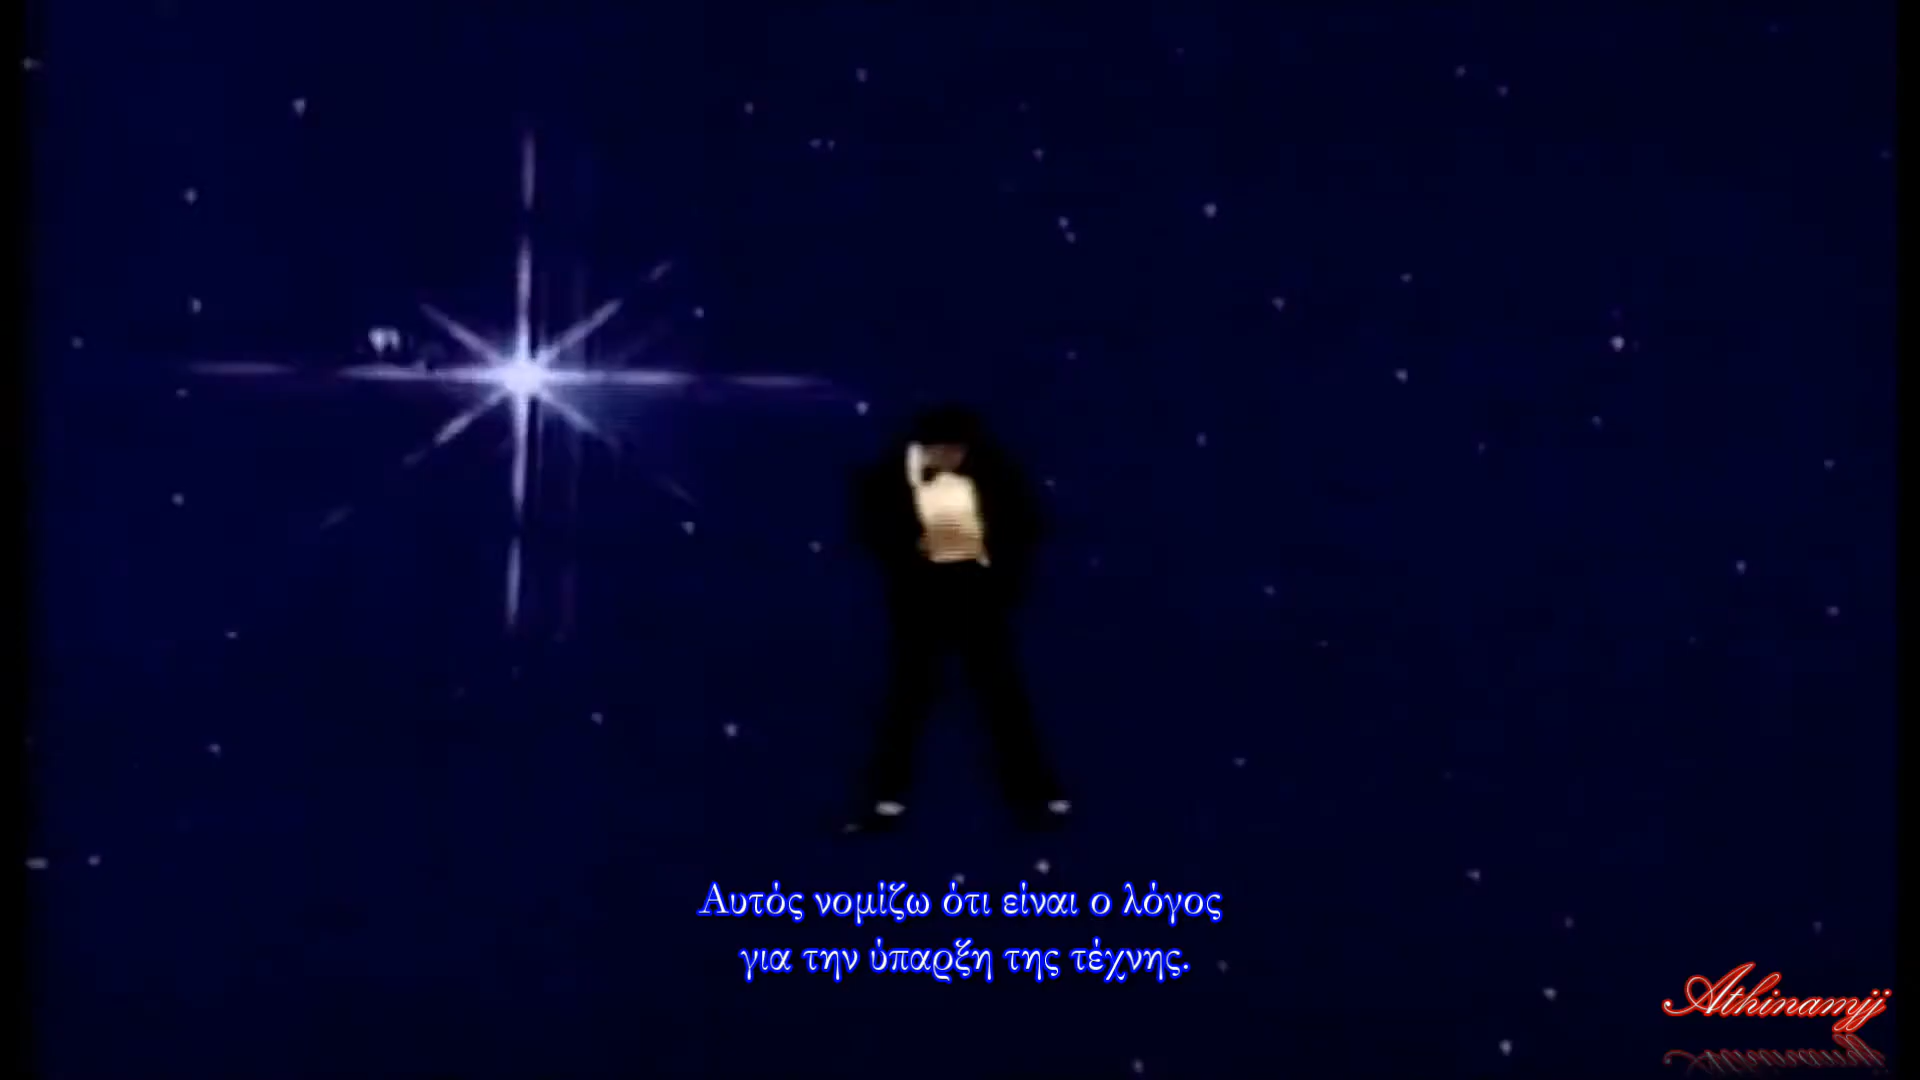 Αυτός νομίζω ότι είναι ο λόγος
για την ύπαρξη της τέχνης.
Athinamjj